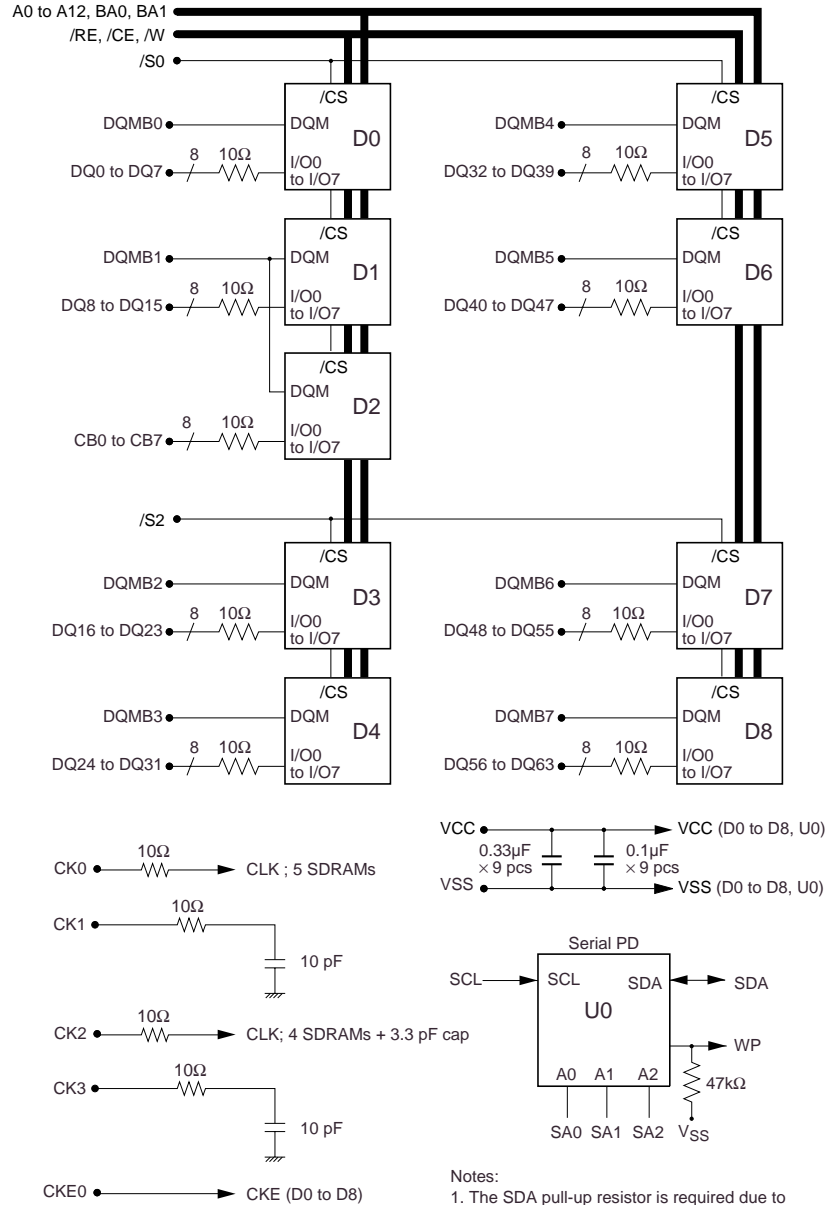 A0 to A12, BA0, BA1
/RE, /CE, /W
/S0
/CS
DQMB0
DQM
D0
DQ0 to DQ7
8
10Ω
I/O0
to I/O7
/CS
DQMB4
DQM
D5
DQ32 to DQ39
8
10Ω
I/O0
to I/O7
/CS
DQMB1
DQM
D1
DQ8 to DQ15
8
10Ω
I/O0
to I/O7
/CS
DQMB5
DQM
D6
DQ40 to DQ47
8
10Ω
I/O0
to I/O7
/CS
DQM
D2
CB0 to CB7
8
10Ω
I/O0
to I/O7
/S2
/CS
DQMB2
DQM
D3
DQ16 to DQ23
8
10Ω
I/O0
to I/O7
/CS
DQMB6
DQM
D7
DQ48 to DQ55
8
10Ω
I/O0
to I/O7
/CS
DQMB3
DQM
D4
DQ24 to DQ31
8
10Ω
I/O0
to I/O7
/CS
DQMB7
DQM
D8
DQ56 to DQ63
8
10Ω
I/O0
to I/O7
CK0
10Ω
CLK ; 5 SDRAMs
CK1
10Ω
10 pF
CK2
10Ω
CLK; 4 SDRAMs + 3.3 pF cap
CK3
10Ω
10 pF
CKE0
CKE (D0 to D8)
VCC
VCC (D0 to D8, U0)
0.33µF
× 9 pcs
0.1µF
× 9 pcs
VSS
VSS (D0 to D8, U0)
Serial PD
SCL
SCL
SDA
SDA
U0
WP
A0 A1 A2
47kΩ
SA0 SA1 SA2
VSS
Notes:
1. The SDA pull-up resistor is required due to